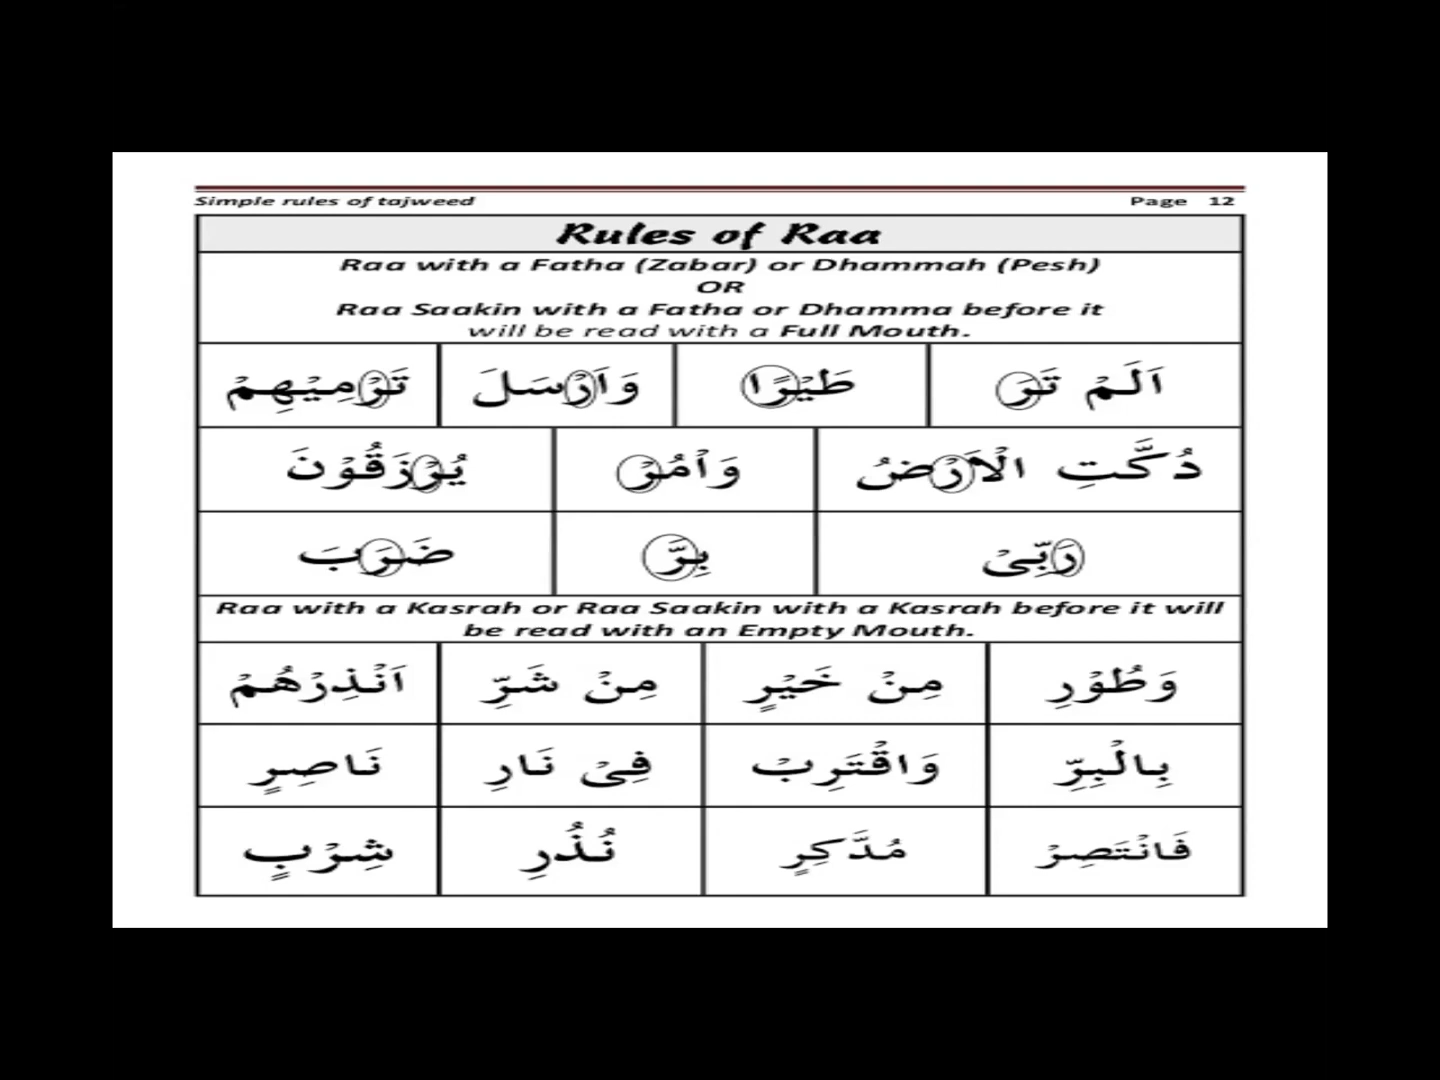 Simple rules of tajweed Page 12
Rules of Raa
Raa with a Fatha (Zabar) or Dhammah (Pesh)
OR
Raa Saakin with a Fatha or Dhamma before it
will be read with a Full Mouth.
اَلَمْ تَرَ طَيْرًا وَاَرْسَلَ تَرْمِيْهِمْ
دُكَّتِ الْاَرْضُ وَاْمُرْ يُرْزَقُوْنَ
رَبِّىْ بِرَّ ضَرَبَ
Raa with a Kasrah or Raa Saakin with a Kasrah before it will
be read with an Empty Mouth.
وَطُوْرِ مِنْ خَيْرٍ مِنْ شَرِّ اَنْذِرْهُمْ
بِالْبِرِّ وَاقْتَرِبْ فِىْ نَارِ نَاصِرٍ
فَانْتَصِرْ مُدَّكِرٍ نُذُرِ شِرْبٍ